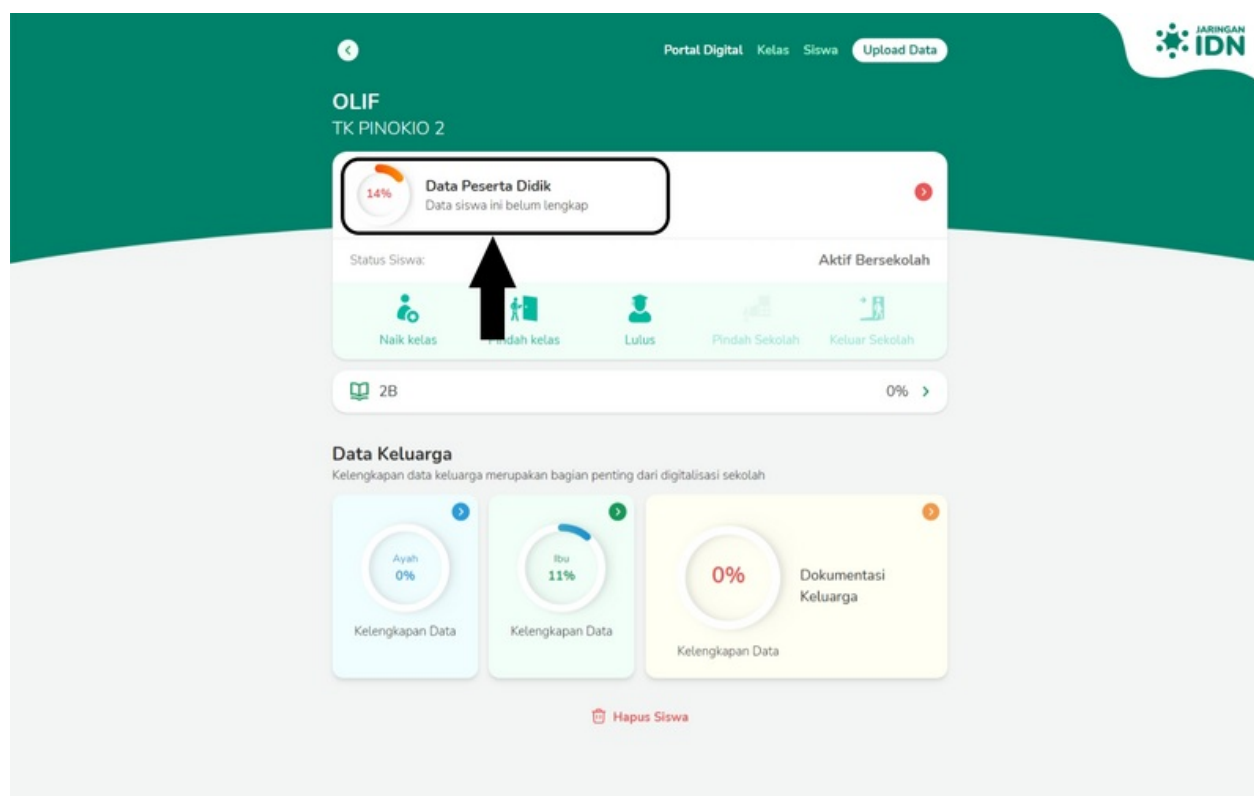 JARINGAN
IDN
Portal Digital Kelas Siswa Upload Data
OLIF
TK PINOKIO 2
14%
Data Peserta Didik
Data siswa ini belum lengkap
Status Siswa:
Aktif Bersekolah
Naik kelas
Pindah kelas
Lulus
Pindah Sekolah
Keluar Sekolah
2B
0%
Data Keluarga
Kelengkapan data keluarga merupakan bagian penting dari digitalisasi sekolah
Ayah
0%
Kelengkapan Data
Ibu
11%
Kelengkapan Data
0%
Dokumentasi
Keluarga
Kelengkapan Data
Hapus Siswa